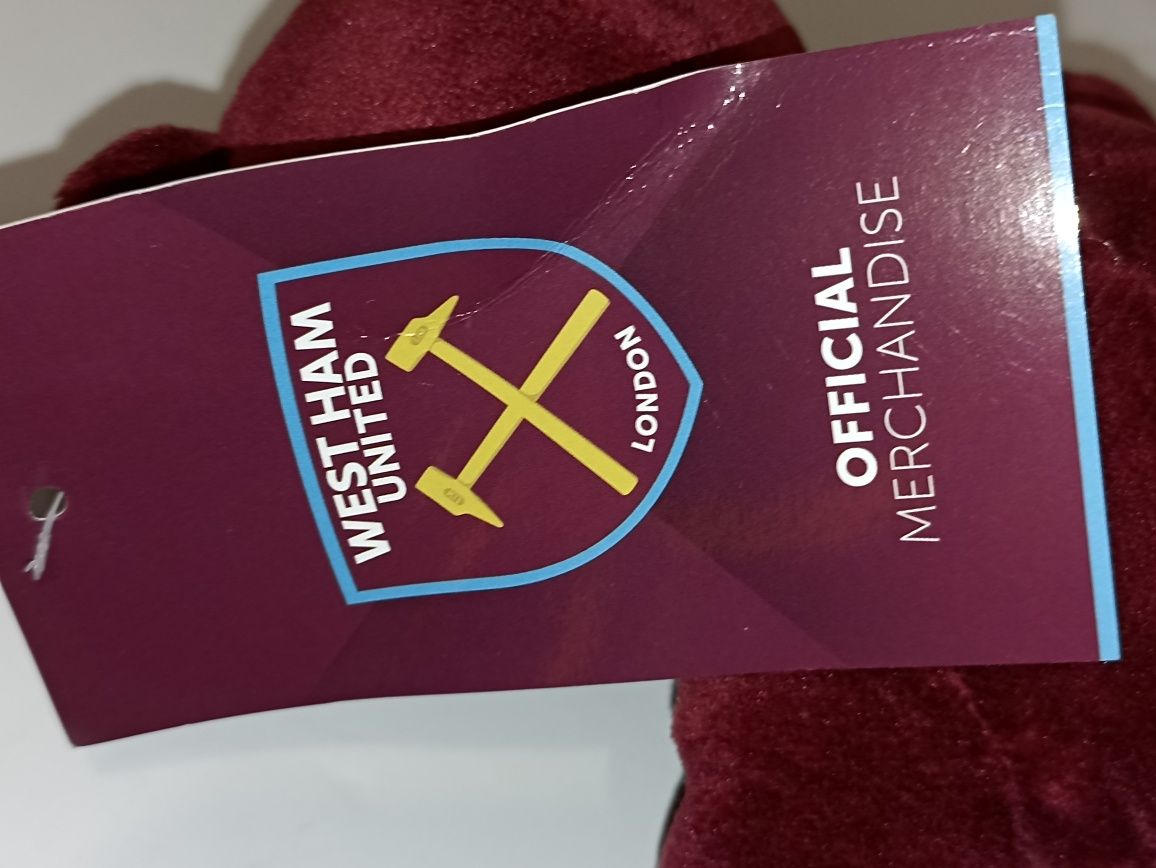 WEST HAM
UNITED
LONDON
OFFICIAL
MERCHANDISE